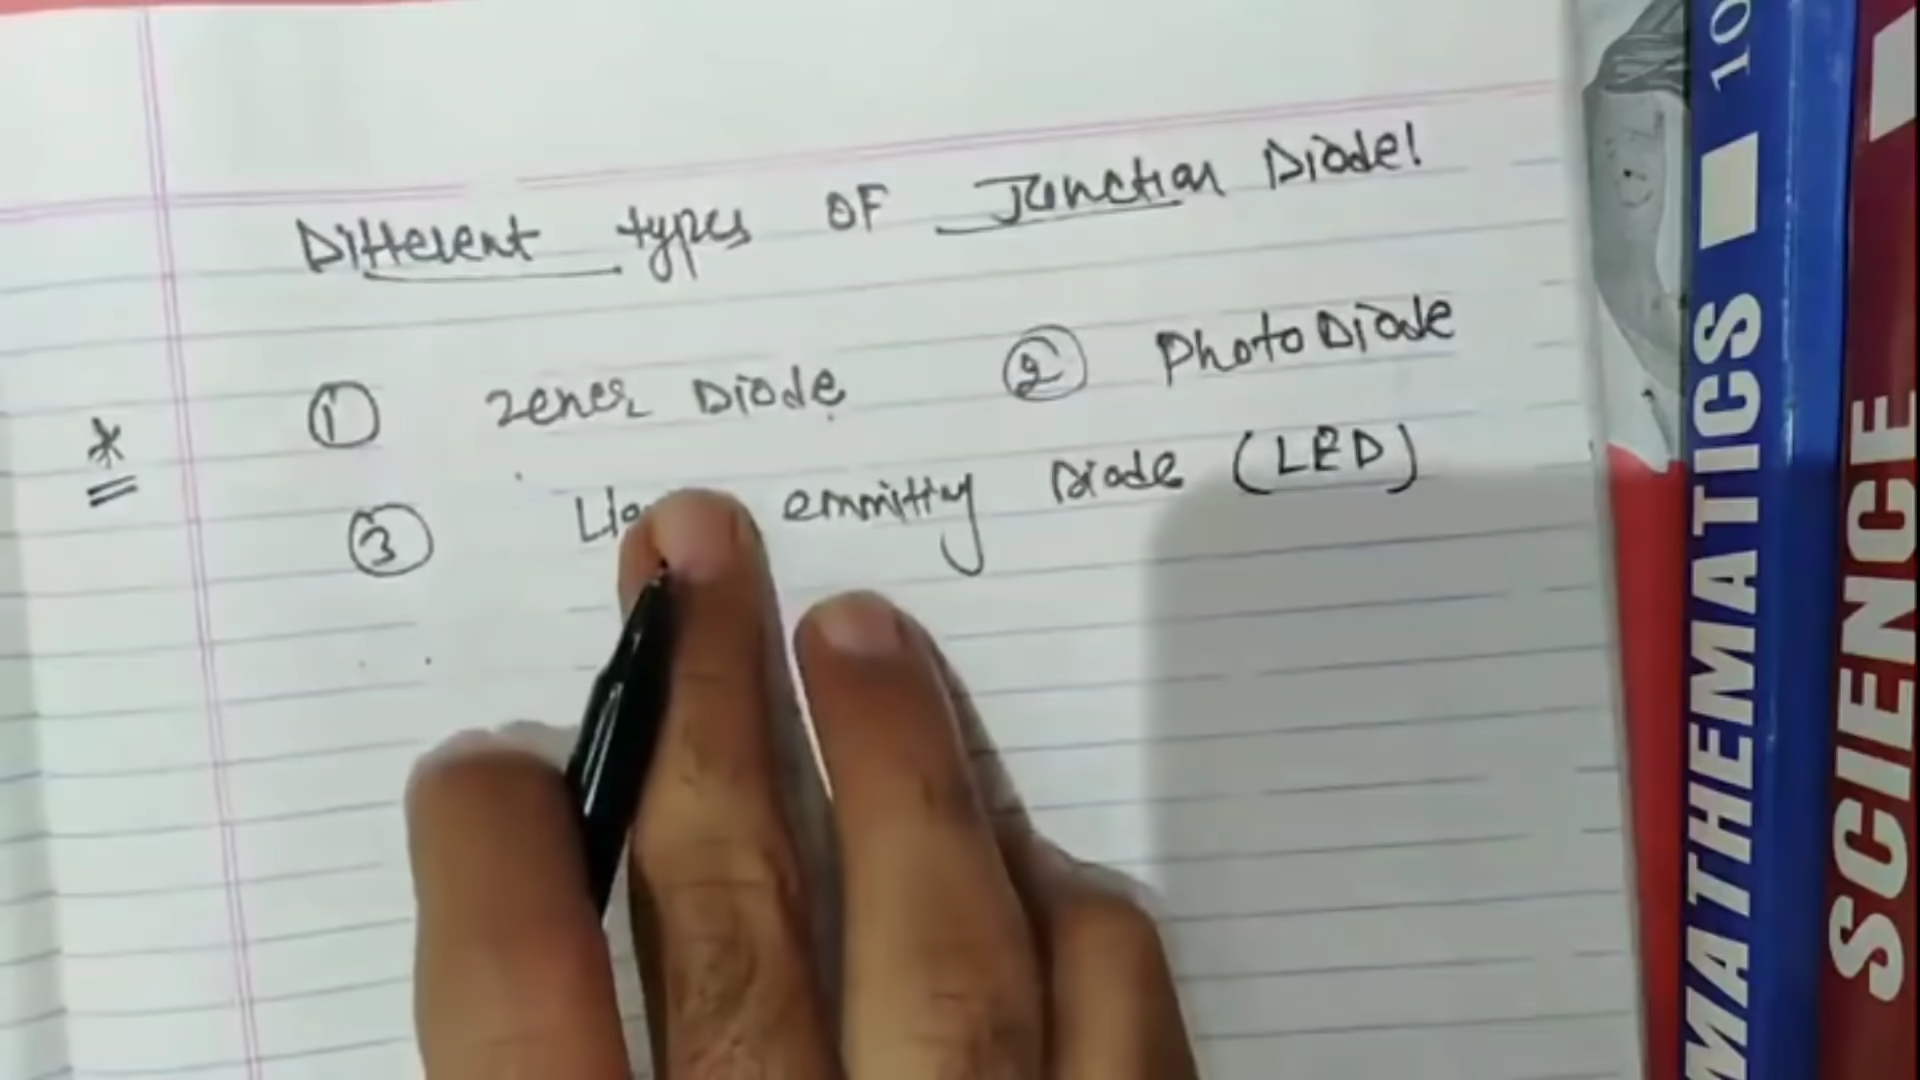 Different types OF Junction Diode!
① Zener Diode ② Photo Diode
③ emmitting Diode (LED)
*
MATHEMATICS 10
SCIENCE